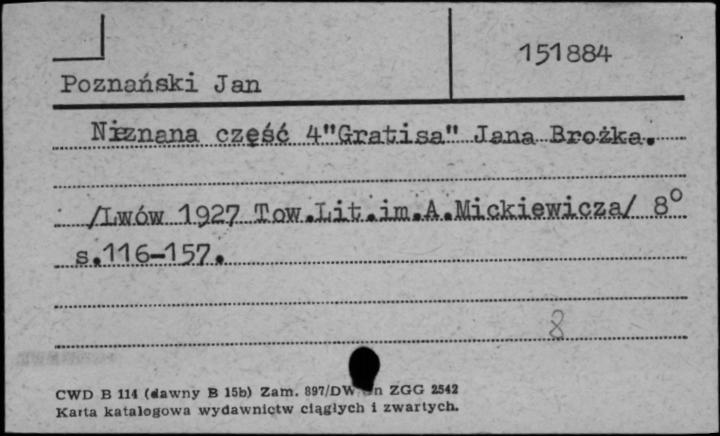 151884
Poznański Jan
Nieznana część 4"Gratisa" Jana Brożka.
/Lwów 1927 Tow.Lit.im.A.Mickiewicza/ 8°
s.116-157.
8
CWD B 114 (dawny B 15b) Zam. 897/DW ZGG 2542
Karta katalogowa wydawnictw ciągłych i zwartych.